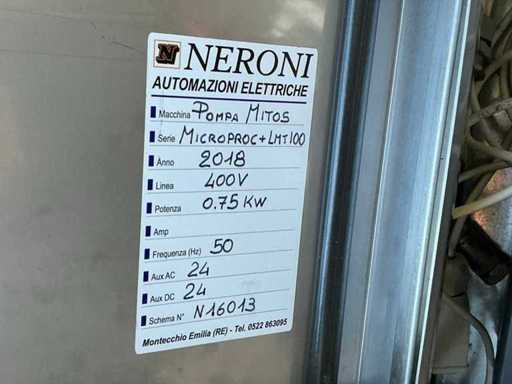 N NERONI
AUTOMAZIONI ELETTRICHE
Macchina POMPA MITOS
Serie MICROPROC+LMT100
Anno 2018
Linea 400V
Potenza 0.75 KW
Amp
Frequenza (Hz) 50
Aux AC 24
Aux DC 24
Schema N° N16013
Montecchio Emilia (RE) - Tel. 0522 863095